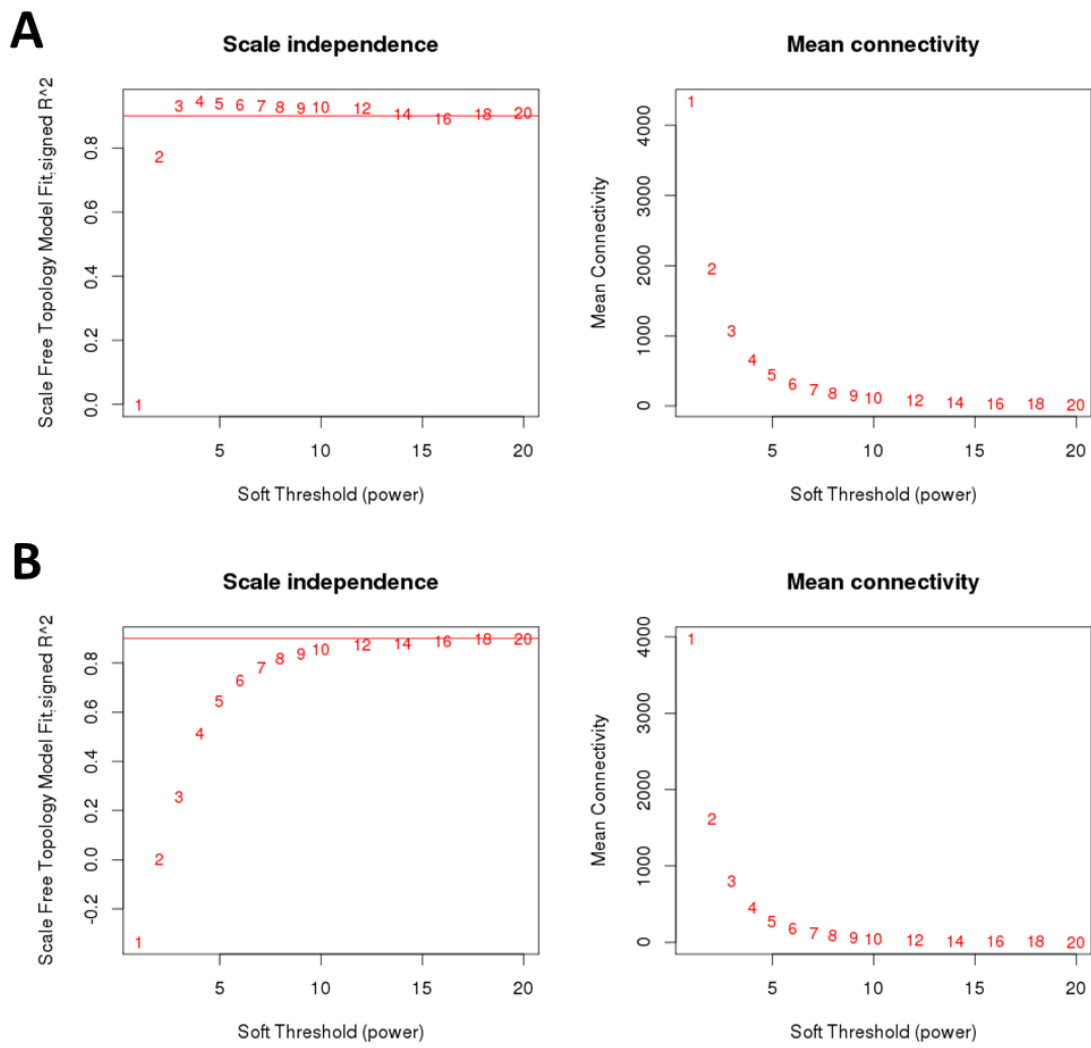 A
Scale independence
Scale Free Topology Model Fit,signed R^2
0.0 0.2 0.4 0.6 0.8
1 2 3 4 5 6 7 8 9 10 12 14 16 18 20
5 10 15 20
Soft Threshold (power)
Mean connectivity
Mean Connectivity
0 1000 2000 3000 4000
1 2 3 4 5 6 7 8 9 10 12 14 16 18 20
5 10 15 20
Soft Threshold (power)
B
Scale independence
Scale Free Topology Model Fit,signed R^2
-0.2 0.0 0.2 0.4 0.6 0.8
1 2 3 4 5 6 7 8 9 10 12 14 16 18 20
5 10 15 20
Soft Threshold (power)
Mean connectivity
Mean Connectivity
0 1000 2000 3000 4000
1 2 3 4 5 6 7 8 9 10 12 14 16 18 20
5 10 15 20
Soft Threshold (power)